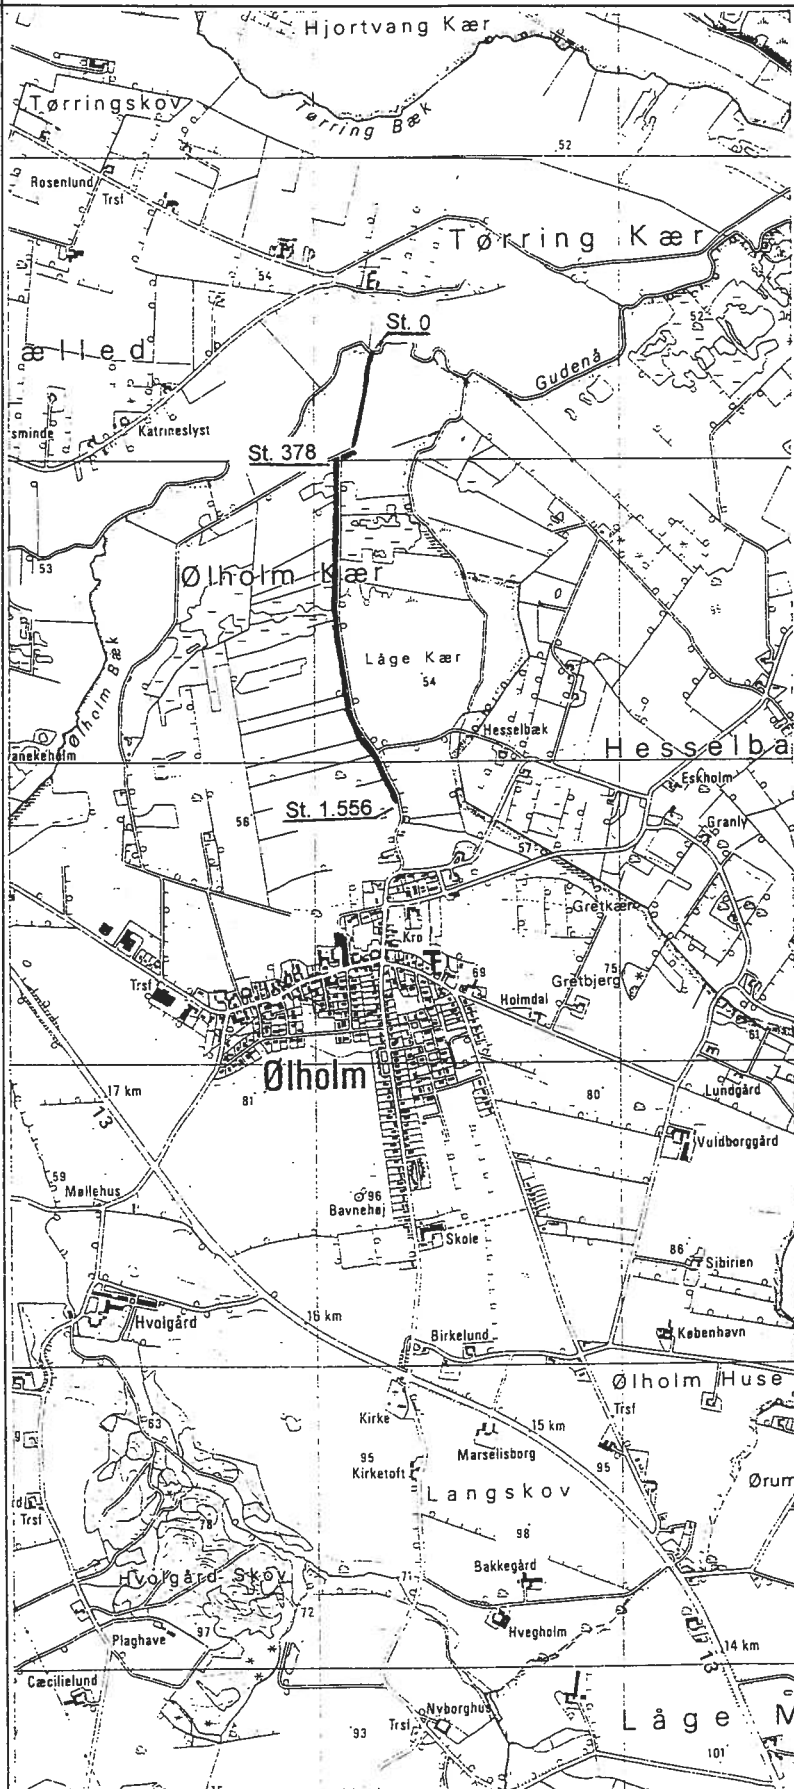 Hjortvang Kær
Tørringskov
Tørring Bæk
52
Rosenlund
Trsf
Tørring Kær
54
52
St. 0
ælled
Gudenå
sminde
Katrineslyst
St. 378
53
Ølholm Kær
Ølholm Bæk
Låge Kær
54
Hesselbæk
Hesselba
anekeholm
Eskholm
St. 1.556
56
Granly
57
Gretkær
Kro
69
75
Gretbjerg
Trsf
Holmdal
61
Ølholm
17 km
13
81
80
Lundgård
Vuldborggård
59
Møllehus
96
Bavnehøj
Skole
86
Sibirien
Hvolgård
16 km
Birkelund
København
Ølholm Huse
63
Kirke
15 km
Trsf
Marselisborg
95
Kirketoft
95
Langskov
Ørum
Trsf
78
98
Hvolgård Skov
71
Bakkegård
72
Hvegholm
Plaghave
97
13
14 km
Cæcilielund
Nyborghus
Trsf
93
Låge M
101